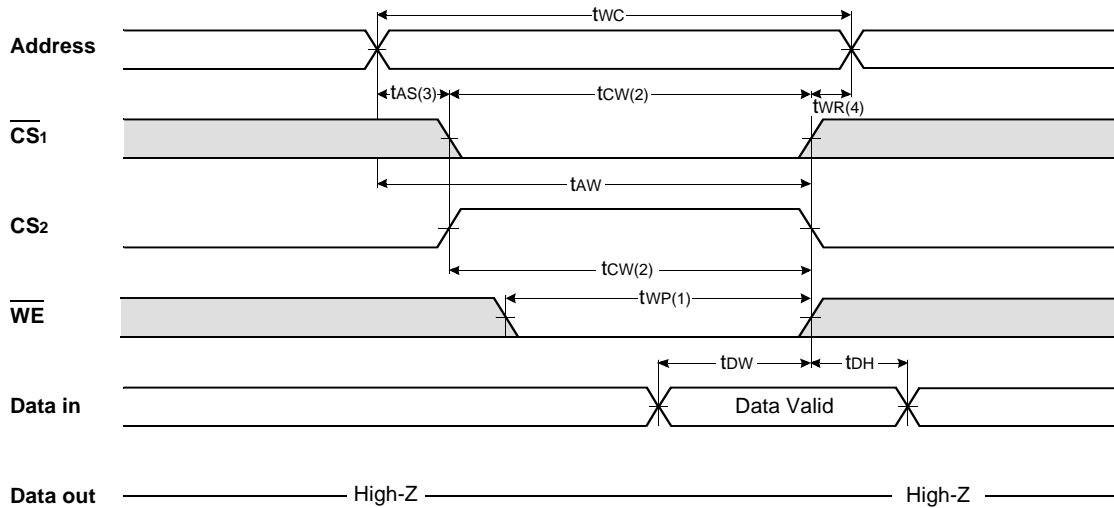 tWC
Address
tAS(3) tCW(2)
tWR(4)
CS1
tAW
CS2
tCW(2)
tWP(1)
WE
tDW tDH
Data in Data Valid
Data out High-Z High-Z